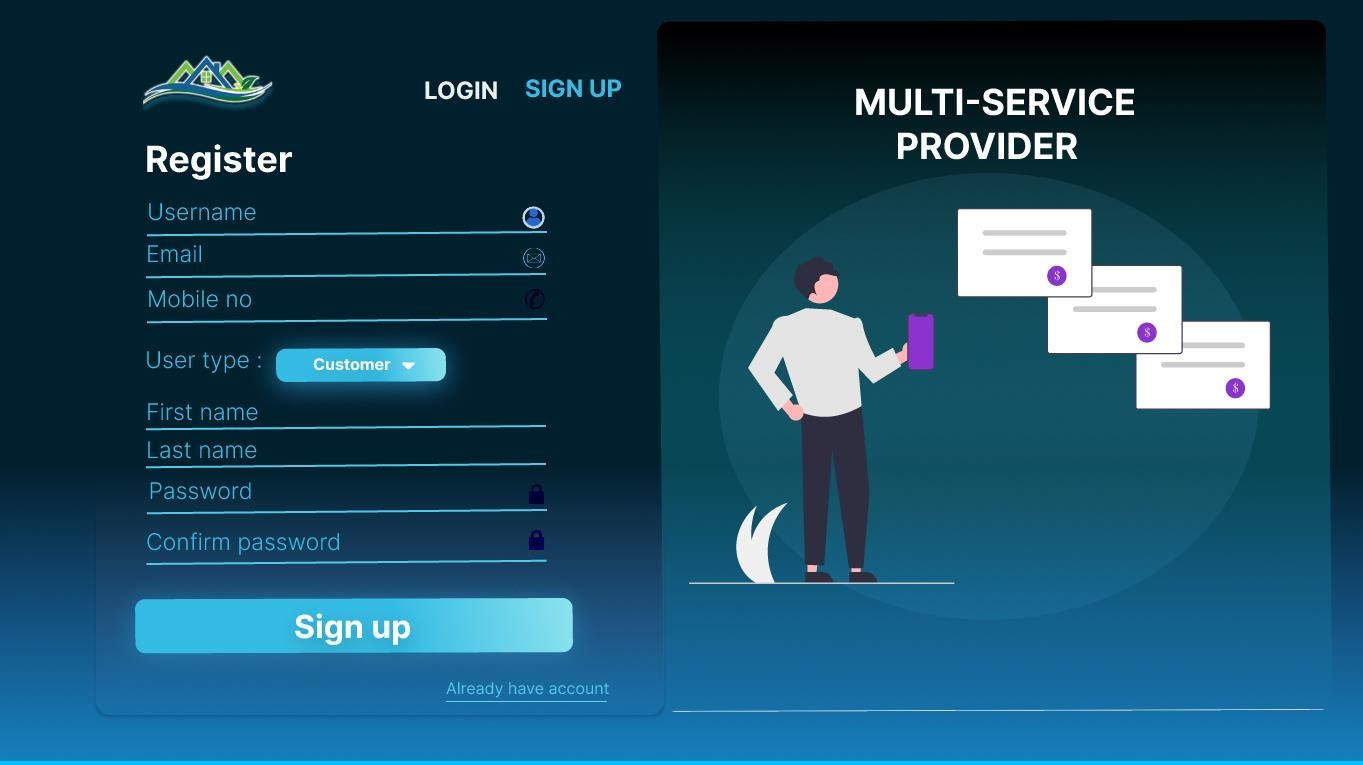 LOGIN SIGN UP
Register
Username
Email
Mobile no
User type : Customer
First name
Last name
Password
Confirm password
Sign up
Already have account
MULTI-SERVICE
PROVIDER
$
$
$